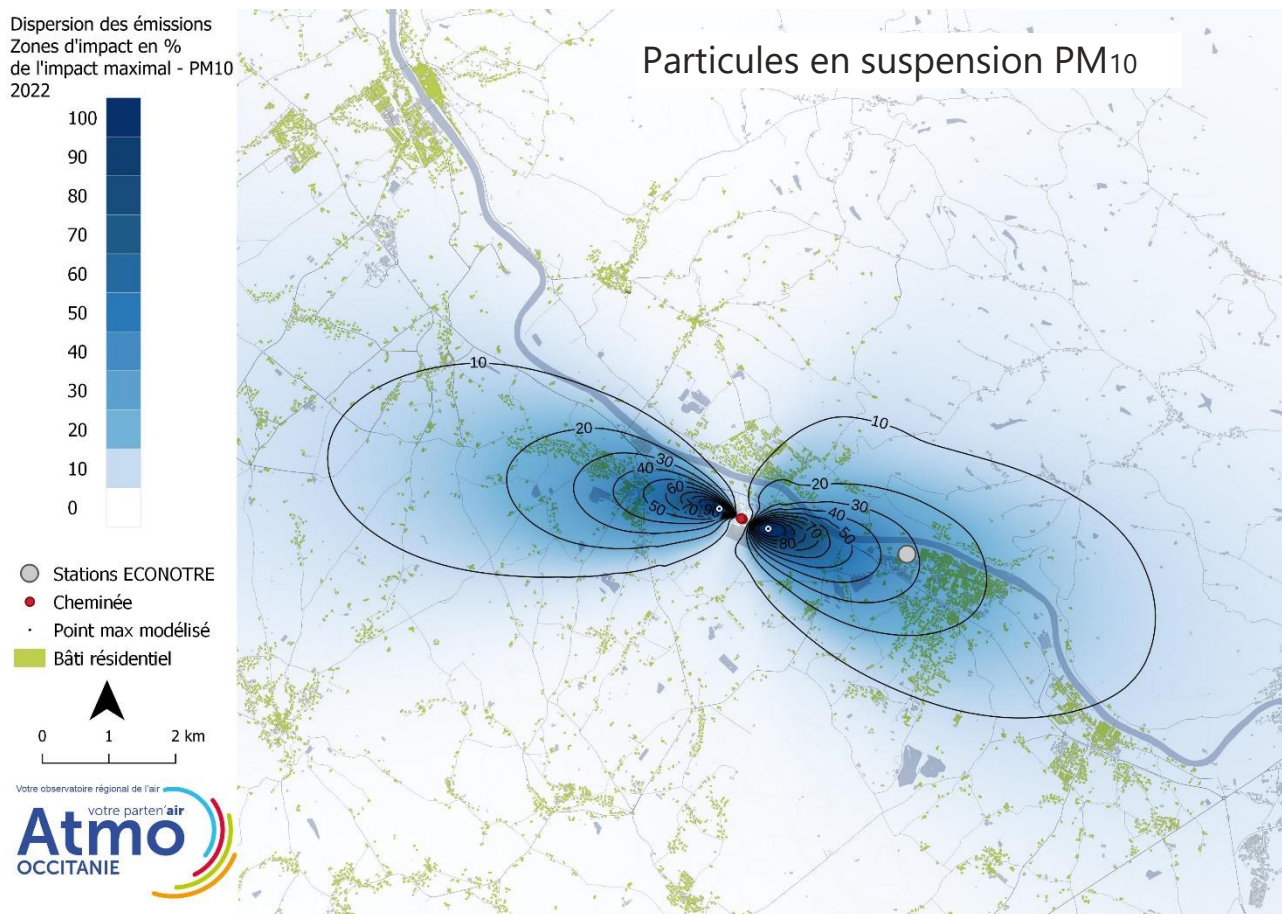 Dispersion des émissions
Zones d'impact en %
de l'impact maximal - PM10
2022
100
90
80
70
60
50
40
30
20
10
0
Stations ECONOTRE
Cheminée
Point max modélisé
Bâti résidentiel
0 1 2 km
Votre observatoire régional de l'air
votre parten'air
Atmo
OCCITANIE
Particules en suspension PM10
10
20
30
40
50
60
70
90
10
20
30
40
50
70
80